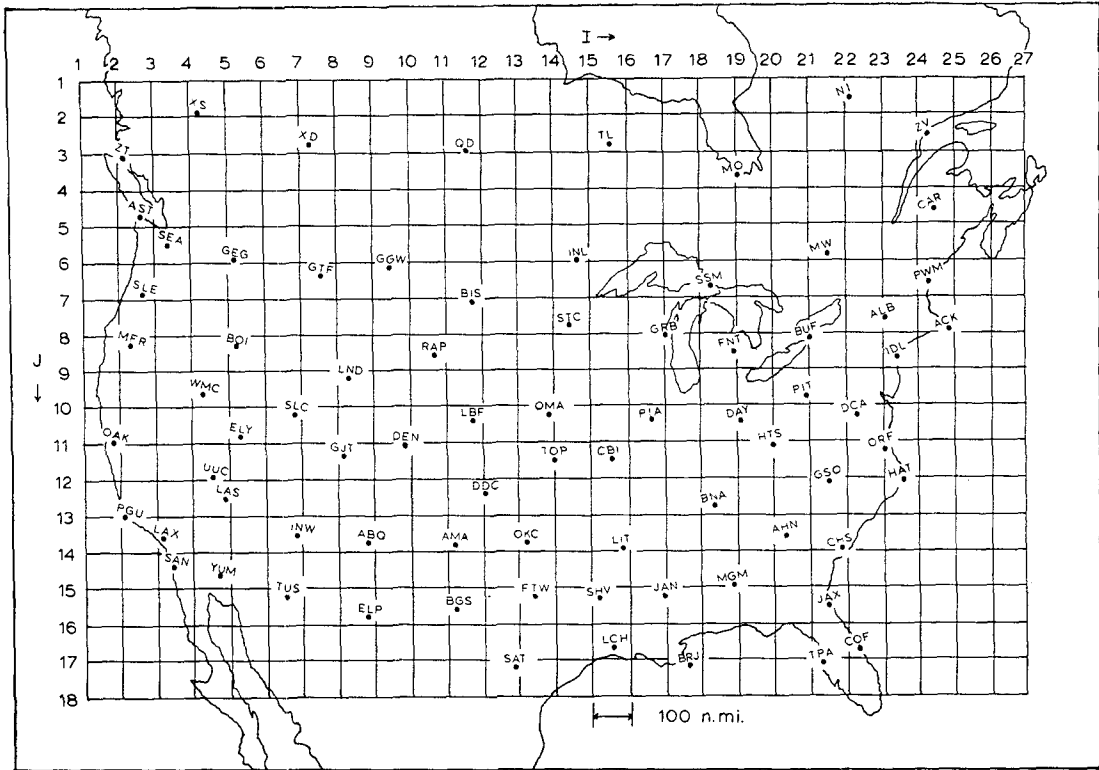 I →
1 2 3 4 5 6 7 8 9 10 11 12 13 14 15 16 17 18 19 20 21 22 23 24 25 26 27
J ↓
1
2
3
4
5
6
7
8
9
10
11
12
13
14
15
16
17
18
NI
XS
ZV
XD
QD
TL
ZT
MO
CAR
AST
SEA
MW
GEG
GGW
INL
GTF
PWM
SSM
SLE
BIS
ALB
ACK
STC
GRB
BUF
MFR
BOI
RAP
FNT
IDL
LND
WMC
PIT
SLC
LBF
OMA
PIA
DAY
DCA
OAK
ELY
DEN
HTS
ORF
GJT
TOP
CBI
UUC
GSO
HAT
LAS
DDC
BNA
PGU
LAX
INW
ABQ
AMA
OKC
LIT
AHN
CHS
SAN
YUM
TUS
FTW
SHV
JAN
MGM
JAX
ELP
BGS
LCH
COF
SAT
BRJ
TPA
100 n.mi.